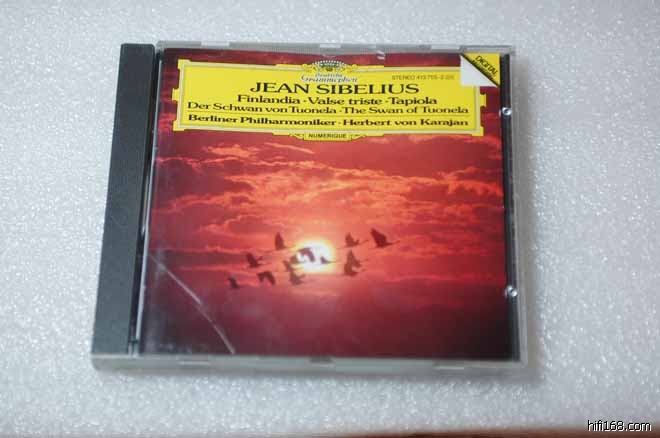 Deutsche
Grammophon
STEREO 413 755-2 GH
DIGITAL
JEAN SIBELIUS
Finlandia · Valse triste · Tapiola
Der Schwan von Tuonela · The Swan of Tuonela
Berliner Philharmoniker · Herbert von Karajan
NUMERIQUE
hifi168.com